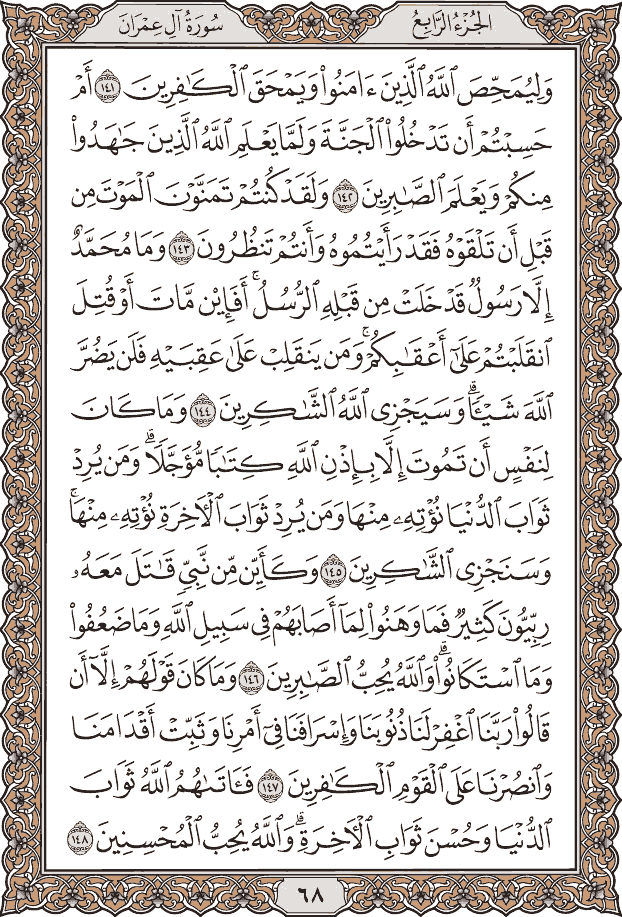 الجُزْءُ الرَّابِعُ
سُورَةُ آلِ عِمْرَانَ
وَلِيُمَحِّصَ ٱللَّهُ ٱلَّذِينَ ءَامَنُواْ وَيَمْحَقَ ٱلْكَـٰفِرِينَ ١٤١ أَمْ
حَسِبْتُمْ أَن تَدْخُلُواْ ٱلْجَنَّةَ وَلَمَّا يَعْلَمِ ٱللَّهُ ٱلَّذِينَ جَـٰهَدُواْ
مِنكُمْ وَيَعْلَمَ ٱلصَّـٰبِرِينَ ١٤٢ وَلَقَدْ كُنتُمْ تَمَنَّوْنَ ٱلْمَوْتَ مِن
قَبْلِ أَن تَلْقَوْهُ فَقَدْ رَأَيْتُمُوهُ وَأَنتُمْ تَنظُرُونَ ١٤٣ وَمَا مُحَمَّدٌ
إِلَّا رَسُولٌ قَدْ خَلَتْ مِن قَبْلِهِ ٱلرُّسُلُ ۚ أَفَإِيْن مَّاتَ أَوْ قُتِلَ
ٱنقَلَبْتُمْ عَلَىٰٓ أَعْقَـٰبِكُمْ ۚ وَمَن يَنقَلِبْ عَلَىٰ عَقِبَيْهِ فَلَن يَضُرَّ
ٱللَّهَ شَيْـًٔا ۗ وَسَيَجْزِى ٱللَّهُ ٱلشَّـٰكِرِينَ ١٤٤ وَمَا كَانَ
لِنَفْسٍ أَن تَمُوتَ إِلَّا بِإِذْنِ ٱللَّهِ كِتَـٰبًا مُّؤَجَّلًا ۗ وَمَن يُرِدْ
ثَوَابَ ٱلدُّنْيَا نُؤْتِهِۦ مِنْهَا وَمَن يُرِدْ ثَوَابَ ٱلْـَٔاخِرَةِ نُؤْتِهِۦ مِنْهَا ۚ
وَسَنَجْزِى ٱلشَّـٰكِرِينَ ١٤٥ وَكَأَيِّن مِّن نَّبِىٍّ قَـٰتَلَ مَعَهُۥ
رِبِّيُّونَ كَثِيرٌ فَمَا وَهَنُواْ لِمَآ أَصَابَهُمْ فِى سَبِيلِ ٱللَّهِ وَمَا ضَعُفُواْ
وَمَا ٱسْتَكَانُواْ ۗ وَٱللَّهُ يُحِبُّ ٱلصَّـٰبِرِينَ ١٤٦ وَمَا كَانَ قَوْلَهُمْ إِلَّآ أَن
قَالُواْ رَبَّنَا ٱغْفِرْ لَنَا ذُنُوبَنَا وَإِسْرَافَنَا فِىٓ أَمْرِنَا وَثَبِّتْ أَقْدَامَنَا
وَٱنصُرْنَا عَلَى ٱلْقَوْمِ ٱلْكَـٰفِرِينَ ١٤٧ فَـَٔاتَىٰهُمُ ٱللَّهُ ثَوَابَ
ٱلدُّنْيَا وَحُسْنَ ثَوَابِ ٱلْـَٔاخِرَةِ ۗ وَٱللَّهُ يُحِبُّ ٱلْمُحْسِنِينَ ١٤٨
٦٨